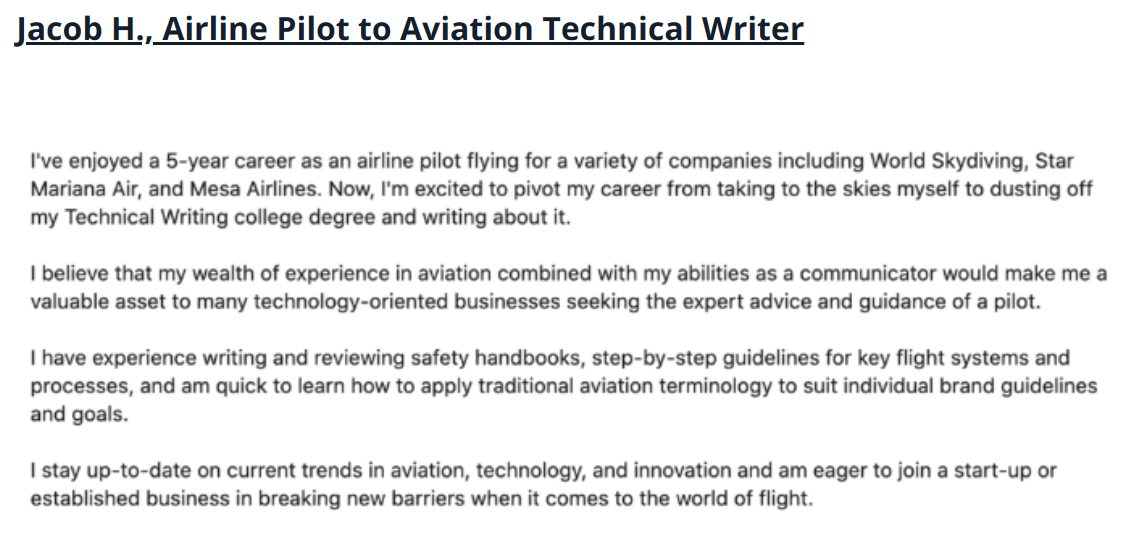 Jacob H., Airline Pilot to Aviation Technical Writer
I've enjoyed a 5-year career as an airline pilot flying for a variety of companies including World Skydiving, Star
Mariana Air, and Mesa Airlines. Now, I'm excited to pivot my career from taking to the skies myself to dusting off
my Technical Writing college degree and writing about it.
I believe that my wealth of experience in aviation combined with my abilities as a communicator would make me a
valuable asset to many technology-oriented businesses seeking the expert advice and guidance of a pilot.
I have experience writing and reviewing safety handbooks, step-by-step guidelines for key flight systems and
processes, and am quick to learn how to apply traditional aviation terminology to suit individual brand guidelines
and goals.
I stay up-to-date on current trends in aviation, technology, and innovation and am eager to join a start-up or
established business in breaking new barriers when it comes to the world of flight.